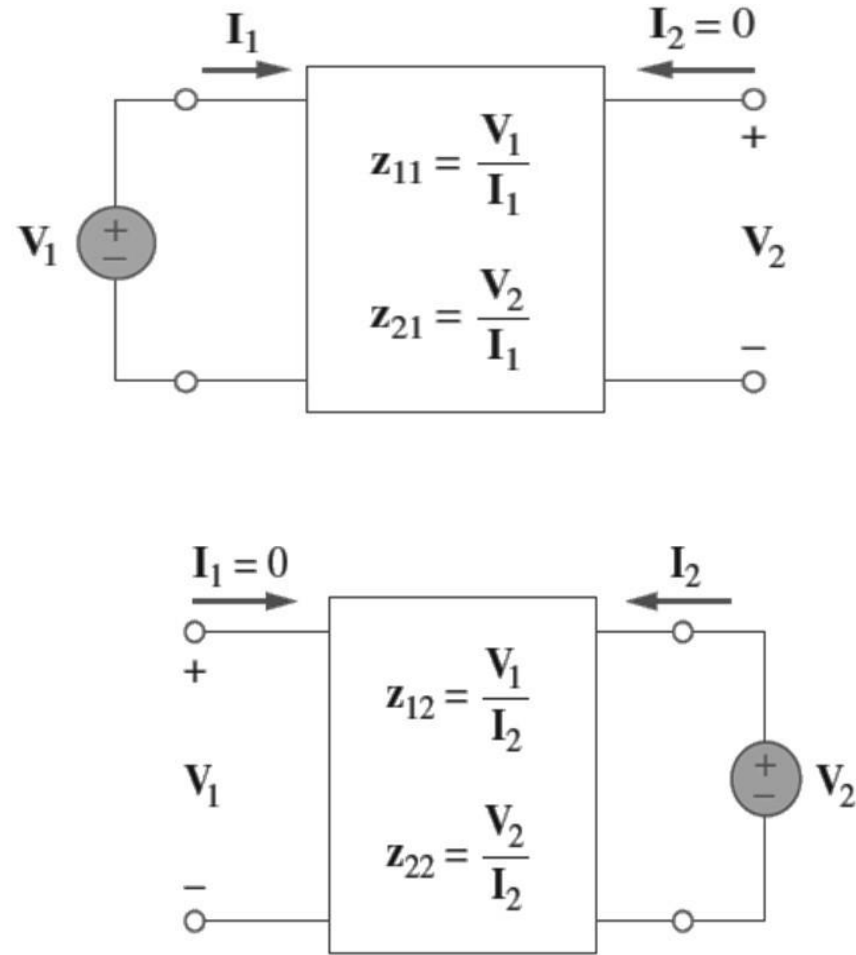 I₁ I₂ = 0
z₁₁ = V₁/I₁
+
V₁ + − V₂
z₂₁ = V₂/I₁
−
I₁ = 0 I₂
+
z₁₂ = V₁/I₂
V₁ + − V₂
z₂₂ = V₂/I₂
−